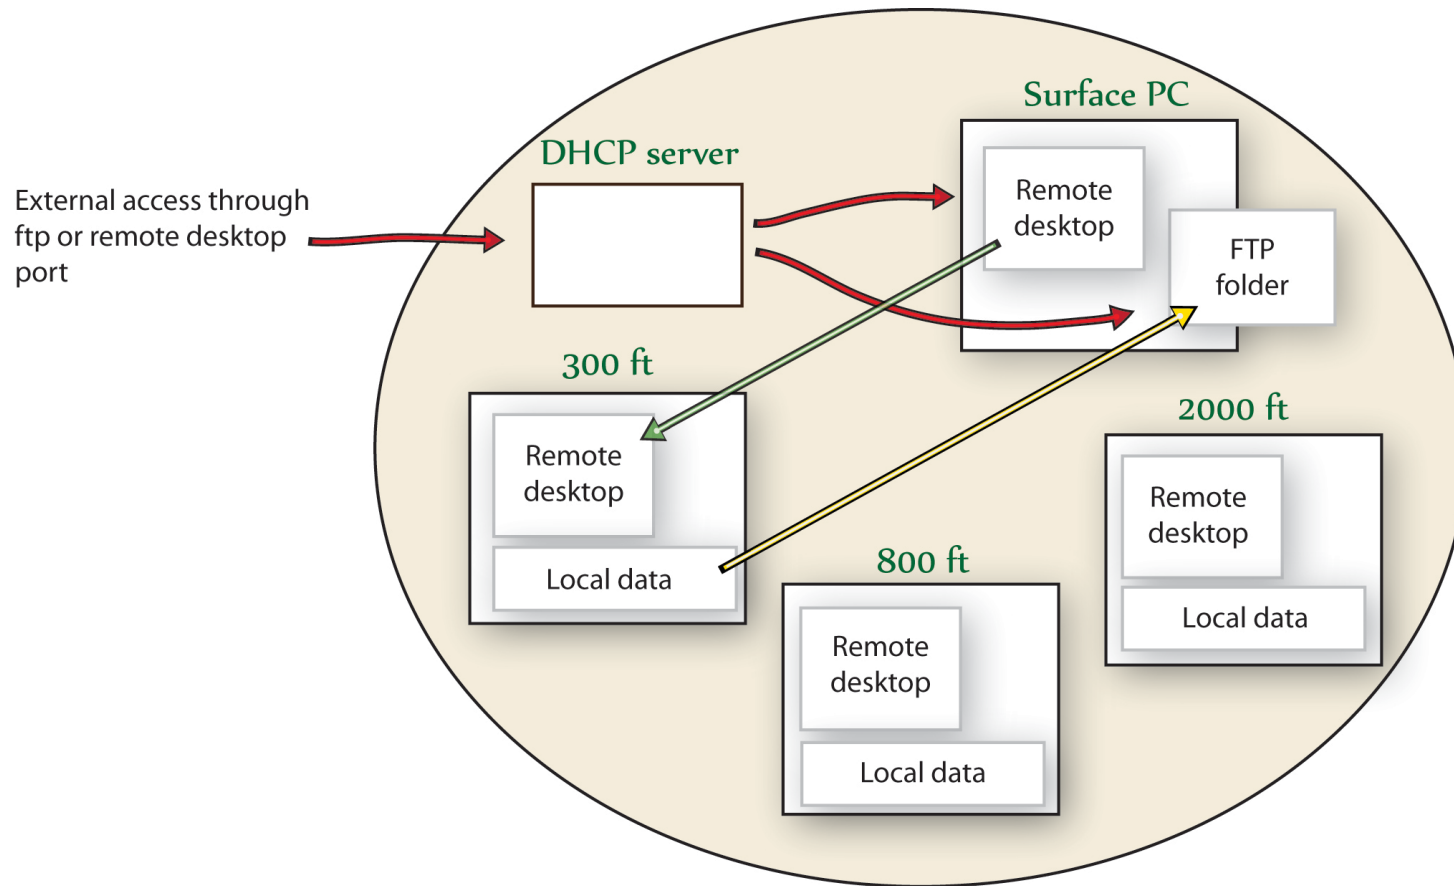 Surface PC
DHCP server
External access through
ftp or remote desktop
port
Remote
desktop
FTP
folder
300 ft
Remote
desktop
Local data
2000 ft
Remote
desktop
Local data
800 ft
Remote
desktop
Local data